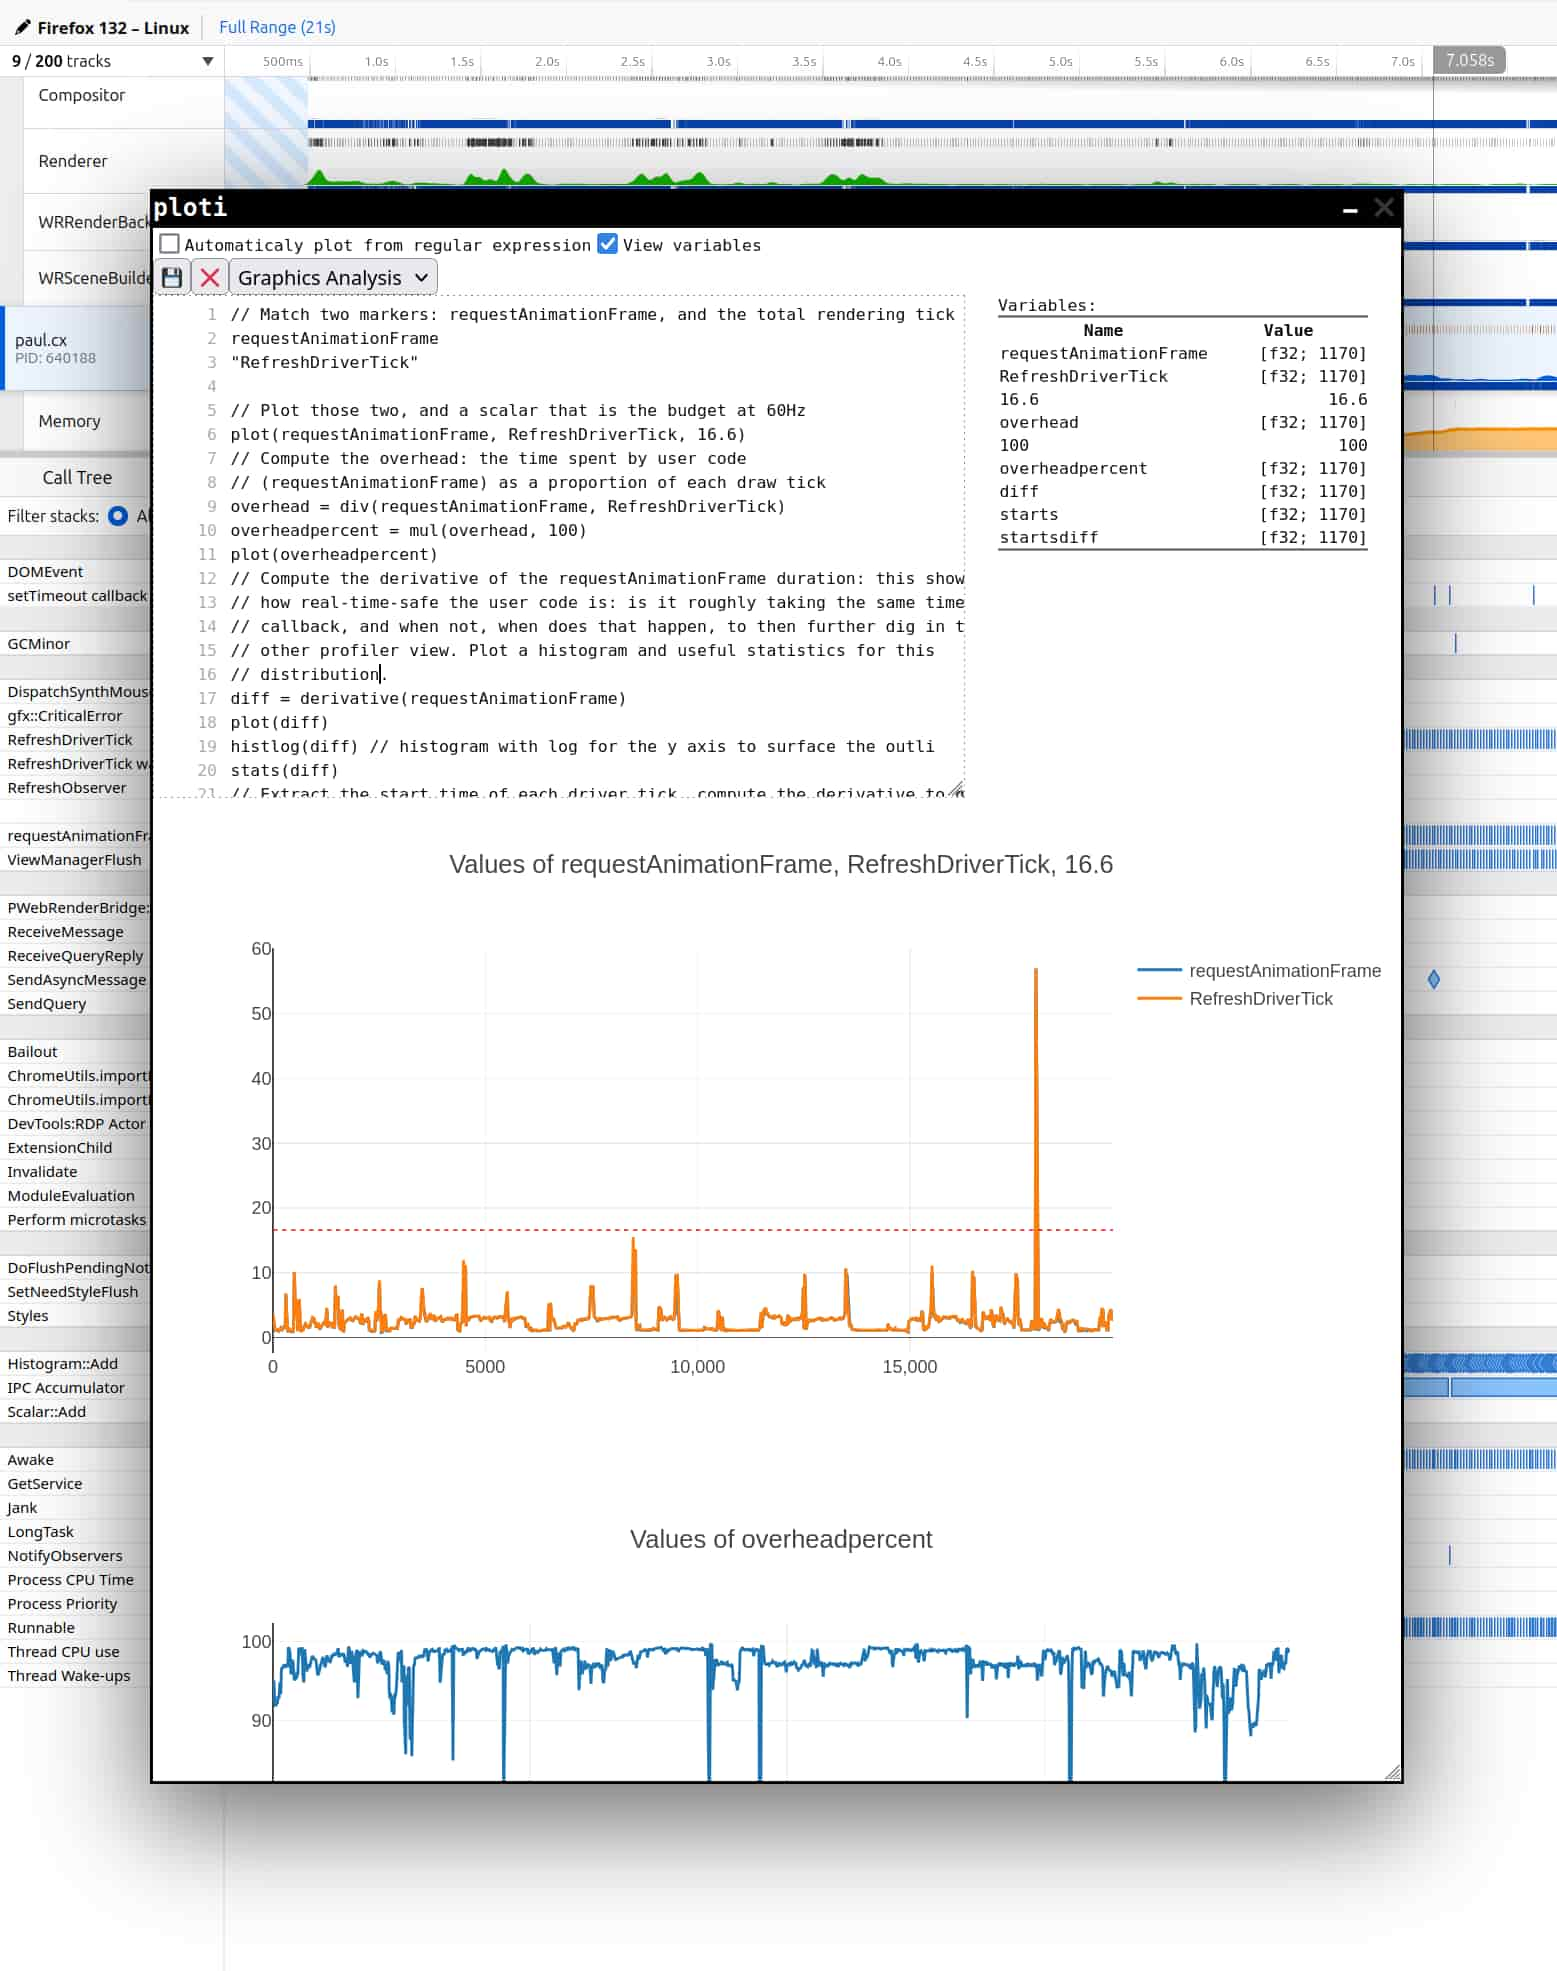 Firefox 132 – Linux
Full Range (21s)
9 / 200 tracks
500ms 1.0s 1.5s 2.0s 2.5s 3.0s 3.5s 4.0s 4.5s 5.0s 5.5s 6.0s 6.5s 7.0s 7.058s
Compositor
Renderer
WRRenderBack
WRSceneBuilde
paul.cx
PID: 640188
Memory
Call Tree
Filter stacks:
DOMEvent
setTimeout callback
GCMinor
DispatchSynthMous
gfx::CriticalError
RefreshDriverTick
RefreshDriverTick w
RefreshObserver
requestAnimationFr
ViewManagerFlush
PWebRenderBridge:
ReceiveMessage
ReceiveQueryReply
SendAsyncMessage
SendQuery
Bailout
ChromeUtils.import
ChromeUtils.import
DevTools:RDP Actor
ExtensionChild
Invalidate
ModuleEvaluation
Perform microtasks
DoFlushPendingNot
SetNeedStyleFlush
Styles
Histogram::Add
IPC Accumulator
Scalar::Add
Awake
GetService
Jank
LongTask
NotifyObservers
Process CPU Time
Process Priority
Runnable
Thread CPU use
Thread Wake-ups
ploti
Automaticaly plot from regular expression View variables
Graphics Analysis
1 // Match two markers: requestAnimationFrame, and the total rendering tick
2 requestAnimationFrame
3 "RefreshDriverTick"
4
5 // Plot those two, and a scalar that is the budget at 60Hz
6 plot(requestAnimationFrame, RefreshDriverTick, 16.6)
7 // Compute the overhead: the time spent by user code
8 // (requestAnimationFrame) as a proportion of each draw tick
9 overhead = div(requestAnimationFrame, RefreshDriverTick)
10 overheadpercent = mul(overhead, 100)
11 plot(overheadpercent)
12 // Compute the derivative of the requestAnimationFrame duration: this show
13 // how real-time-safe the user code is: is it roughly taking the same time
14 // callback, and when not, when does that happen, to then further dig in t
15 // other profiler view. Plot a histogram and useful statistics for this
16 // distribution.
17 diff = derivative(requestAnimationFrame)
18 plot(diff)
19 histlog(diff) // histogram with log for the y axis to surface the outli
20 stats(diff)
21 // Extract the start time of each driver tick, compute the derivative to
Variables:
Name Value
requestAnimationFrame [f32; 1170]
RefreshDriverTick [f32; 1170]
16.6 16.6
overhead [f32; 1170]
100 100
overheadpercent [f32; 1170]
diff [f32; 1170]
starts [f32; 1170]
startsdiff [f32; 1170]
Values of requestAnimationFrame, RefreshDriverTick, 16.6
60
50
40
30
20
10
0
0 5000 10,000 15,000
requestAnimationFrame
RefreshDriverTick
Values of overheadpercent
100
90